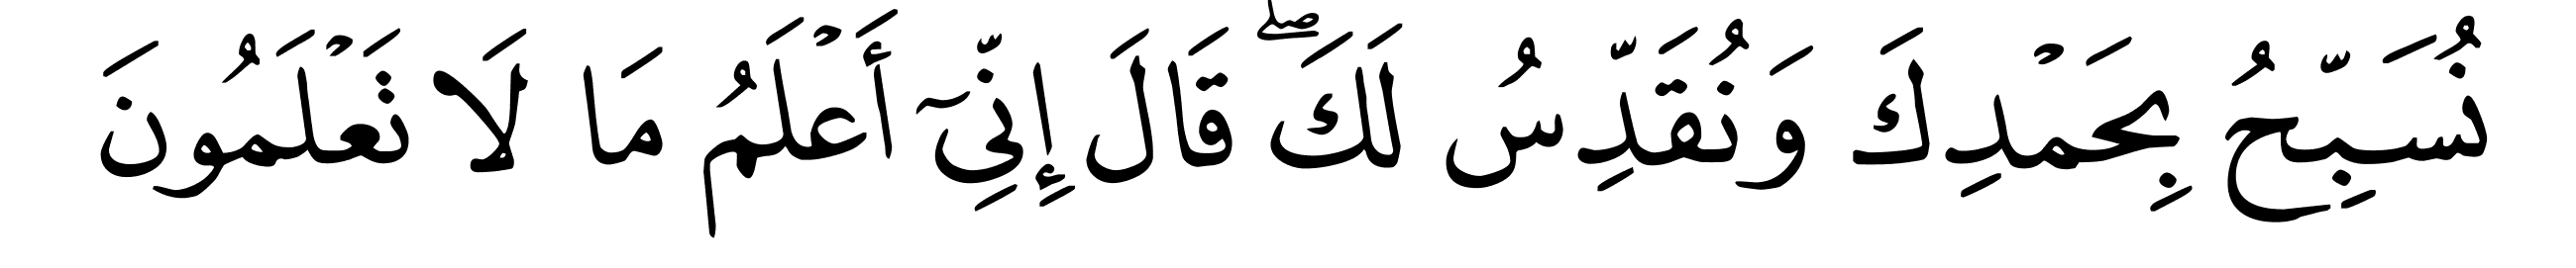 نُسَبِّحُ بِحَمْدِكَ وَنُقَدِّسُ لَكَۖ قَالَ إِنِّيٓ أَعْلَمُ مَا لَا تَعْلَمُونَ